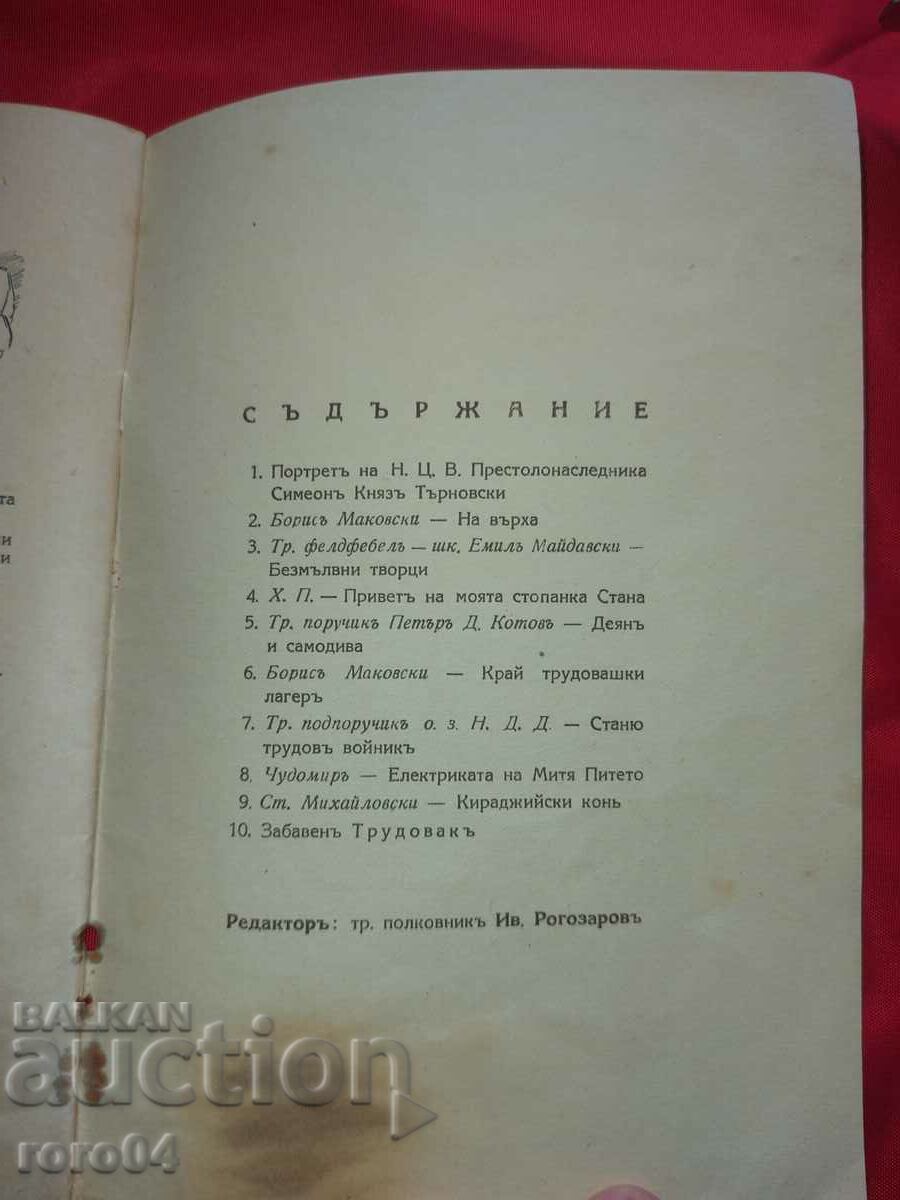 та
и
и
СЪДЪРЖАНИЕ
1. Портретъ на Н. Ц. В. Престолонаследника
Симеонъ Князъ Търновски
2. Борисъ Маковски — На върха
3. Тр. фелдфебелъ — шк. Емилъ Майдавски —
Безмълвни творци
4. Х. П. — Приветъ на моята стопанка Стана
5. Тр. поручикъ Петъръ Д. Котовъ — Деянъ
и самодива
6. Борисъ Маковски — Край трудовашки
лагеръ
7. Тр. подпоручикъ о. з. Н. Д. Д. — Станю
трудовъ войникъ
8. Чудомиръ — Електриката на Митя Питето
9. Ст. Михайловски — Кираджийски конь
10. Забавенъ Трудовакъ
Редакторъ: тр. полковникъ Ив. Рогозаровъ
BALKAN
auction
roro04